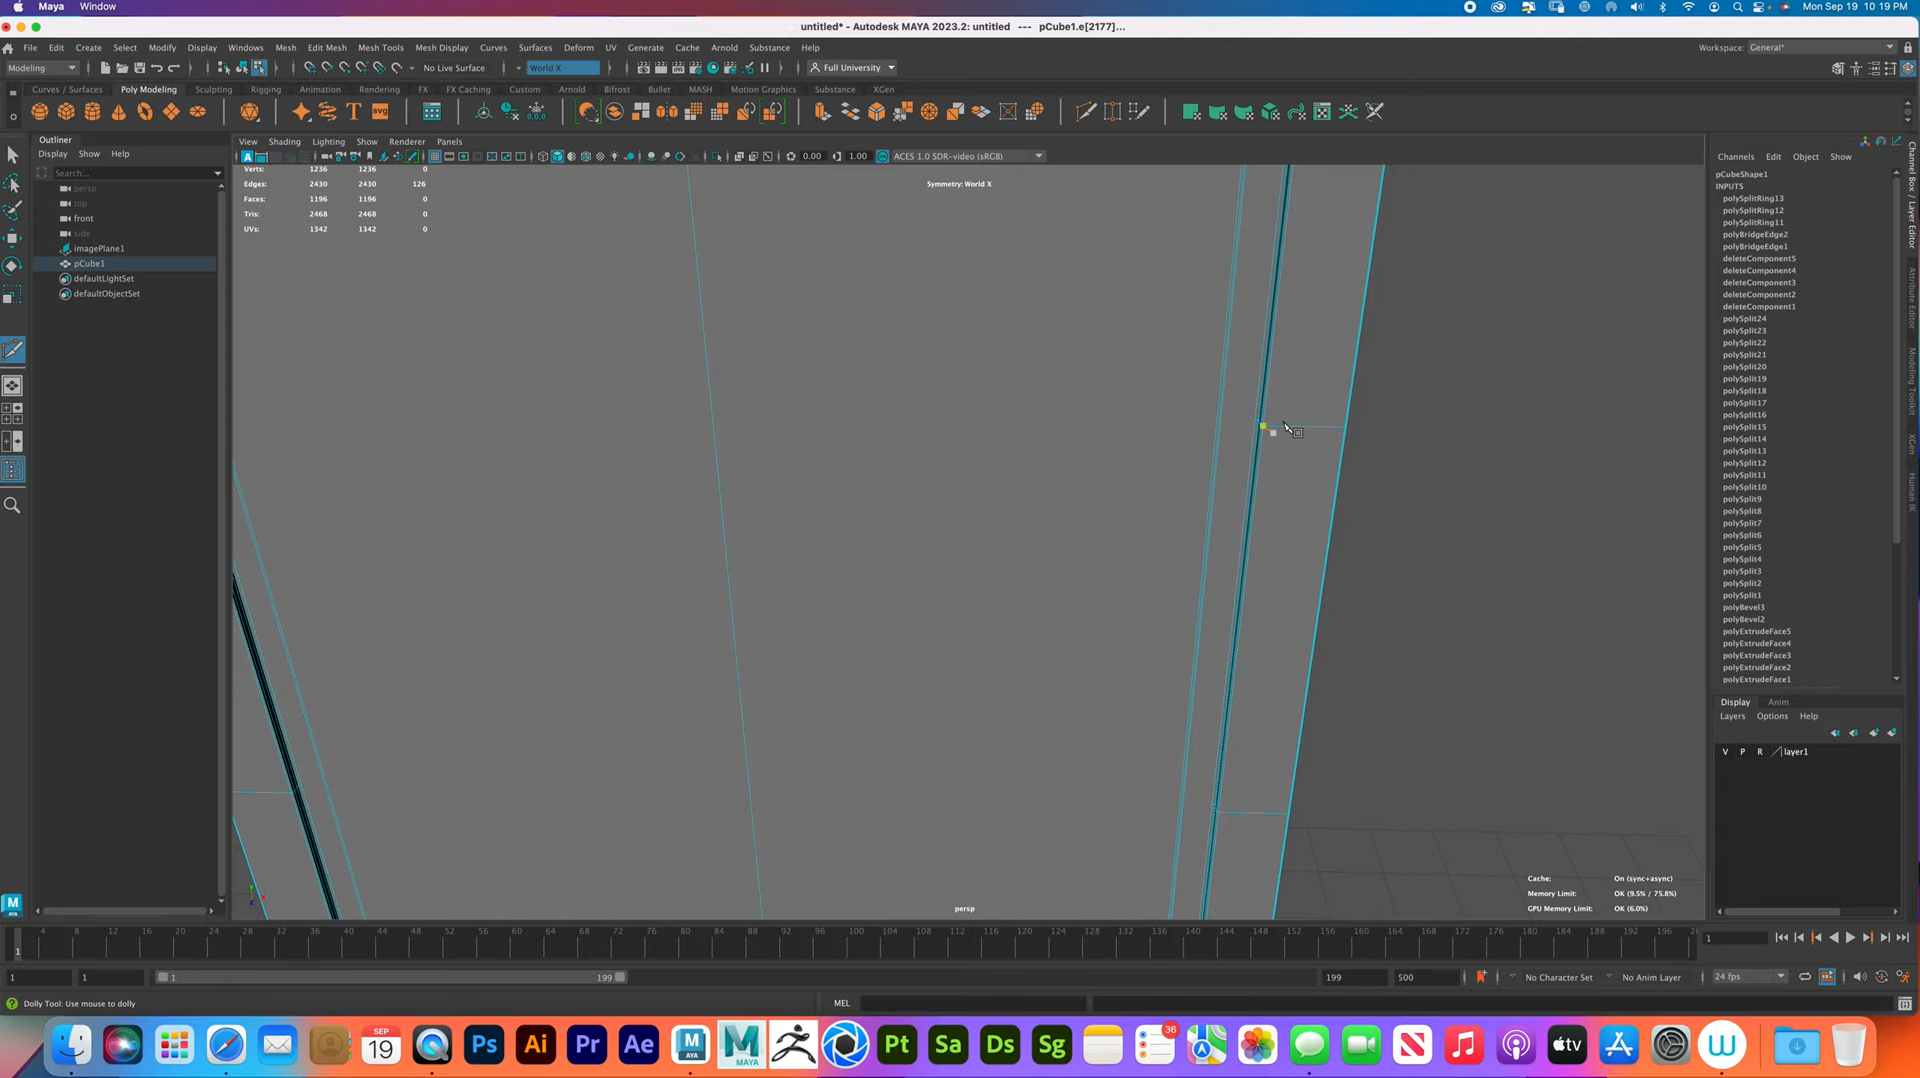 Maya Window
Mon Sep 19 10:19 PM
untitled* - Autodesk MAYA 2023.2: untitled --- pCube1.e[2177]...
File Edit Create Select Modify Display Windows Mesh Edit Mesh Mesh Tools Mesh Display Curves Surfaces Deform UV Generate Cache Arnold Substance Help
Workspace: General*
Modeling
No Live Surface
World X
Full University
Curves / Surfaces Poly Modeling Sculpting Rigging Animation Rendering FX FX Caching Custom Arnold Bifrost Bullet MASH Motion Graphics Substance XGen
Outliner
Display Show Help
Search...
persp
top
front
side
imagePlane1
pCube1
defaultLightSet
defaultObjectSet
View Shading Lighting Show Renderer Panels
0.00 1.00 ACES 1.0 SDR-video (sRGB)
Verts: 1236 1236 0
Edges: 2430 2430 126
Faces: 1196 1196 0
Tris: 2468 2468 0
UVs: 1342 1342 0
Symmetry: World X
persp
Cache: On (sync+async)
Memory Limit: OK (9.5% / 75.8%)
GPU Memory Limit: OK (6.0%)
Channels Edit Object Show
pCubeShape1
INPUTS
polySplitRing13
polySplitRing12
polySplitRing11
polyBridgeEdge2
polyBridgeEdge1
deleteComponent5
deleteComponent4
deleteComponent3
deleteComponent2
deleteComponent1
polySplit24
polySplit23
polySplit22
polySplit21
polySplit20
polySplit19
polySplit18
polySplit17
polySplit16
polySplit15
polySplit14
polySplit13
polySplit12
polySplit11
polySplit10
polySplit9
polySplit8
polySplit7
polySplit6
polySplit5
polySplit4
polySplit3
polySplit2
polySplit1
polyBevel3
polyBevel2
polyExtrudeFace5
polyExtrudeFace4
polyExtrudeFace3
polyExtrudeFace2
polyExtrudeFace1
Channel Box / Layer Editor
Attribute Editor
Modeling Toolkit
XGen
Human IK
Display Anim
Layers Options Help
V P R layer1
4 8 12 16 20 24 28 32 36 40 44 48 52 56 60 64 68 72 76 80 84 88 92 96 100 104 108 112 116 120 124 128 132 136 140 144 148 152 156 160 164 168 172 176 180 184 188 192 196
1
1
1 1 1 199 199 500 No Character Set No Anim Layer 24 fps
Dolly Tool: Use mouse to dolly
MEL
SEP
19
Ps Ai Pr Ae
MAYA
Pt Sa Ds Sg
36
tv